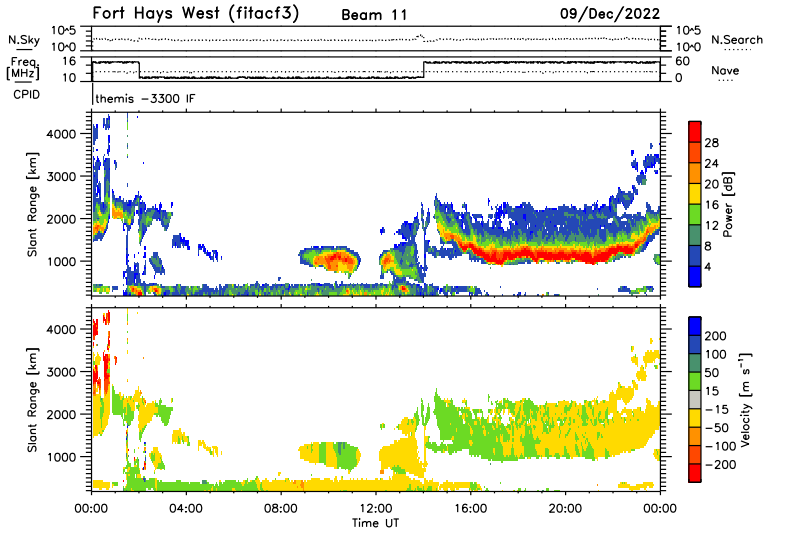 Fort Hays West (fitacf3) Beam 11 09/Dec/2022
N.Sky 10^5 10^0 10^5 10^0 N.Search
Freq. [MHz] 16 10 60 0 Nave
CPID themis -3300 IF
Slant Range [km] 4000 3000 2000 1000
28 24 20 16 12 8 4 Power [dB]
Slant Range [km] 4000 3000 2000 1000
200 100 50 15 -15 -50 -100 -200 Velocity [m s^-1]
00:00 04:00 08:00 12:00 16:00 20:00 00:00
Time UT